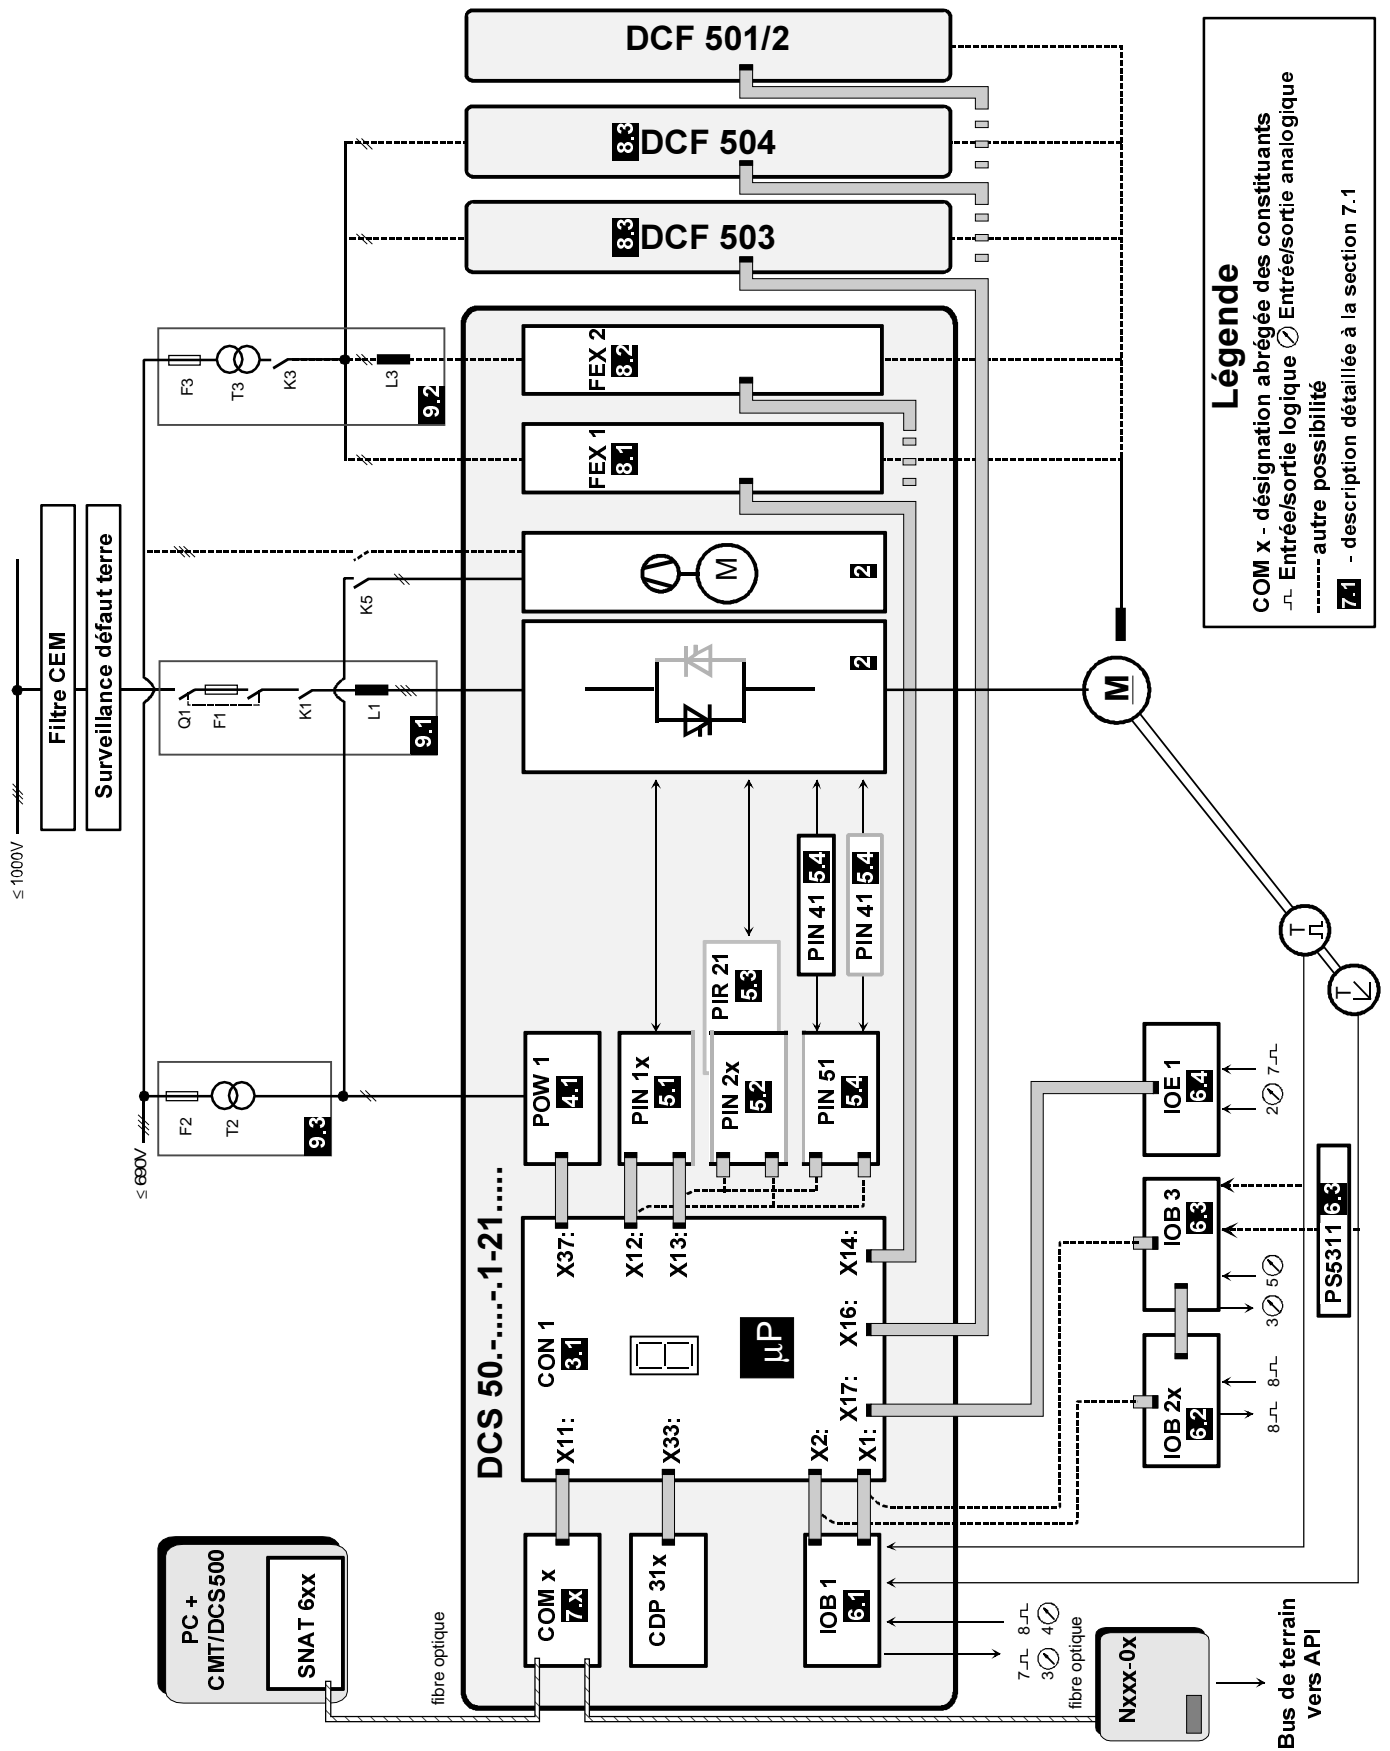 ≤ 1000V
Filtre CEM
Surveillance défaut terre
≤ 690V
F2
T2
9.3
Q1
F1
K1
L1
9.1
K5
F3
T3
K3
L3
9.2
PC +
CMT/DCS500
SNAT 6xx
fibre optique
DCS 50.-....-.1-21.....
COM x
7.x
X11:
CON 1
3.1
X37:
POW 1
4.1
CDP 31x
X33:
X12:
X13:
PIN 1x
5.1
PIR 21
5.3
PIN 2x
5.2
PIN 41 5.4
PIN 41 5.4
PIN 51
5.4
µP
IOB 1
6.1
X2:
X1:
X17:
X16:
X14:
2
M
2
FEX 1
8.1
FEX 2
8.2
8.3 DCF 503
8.3 DCF 504
DCF 501/2
M
T
T
7 8
3 4
fibre optique
Nxxx-0x
Bus de terrain
vers API
IOB 2x
6.2
8 8
IOB 3
6.3
3 5
PS5311 6.3
IOE 1
6.4
2 7
Légende
COM x - désignation abrégée des constituants
Entrée/sortie logique Entrée/sortie analogique
autre possibilité
7.1 - description détaillée à la section 7.1